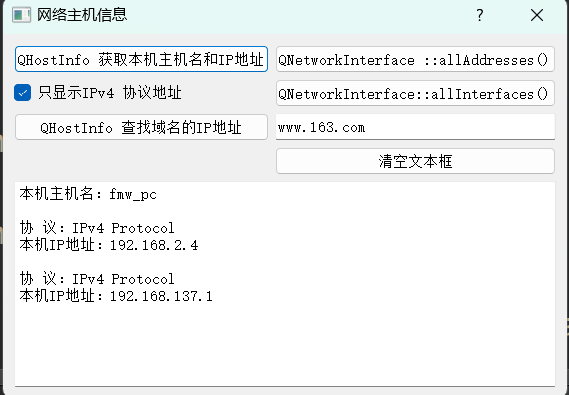 网络主机信息
QHostInfo 获取本机主机名和IP地址
QNetworkInterface ::allAddresses()
只显示IPv4 协议地址
QNetworkInterface::allInterfaces()
QHostInfo 查找域名的IP地址
www.163.com
清空文本框
本机主机名：fmw_pc
协 议：IPv4 Protocol
本机IP地址：192.168.2.4
协 议：IPv4 Protocol
本机IP地址：192.168.137.1